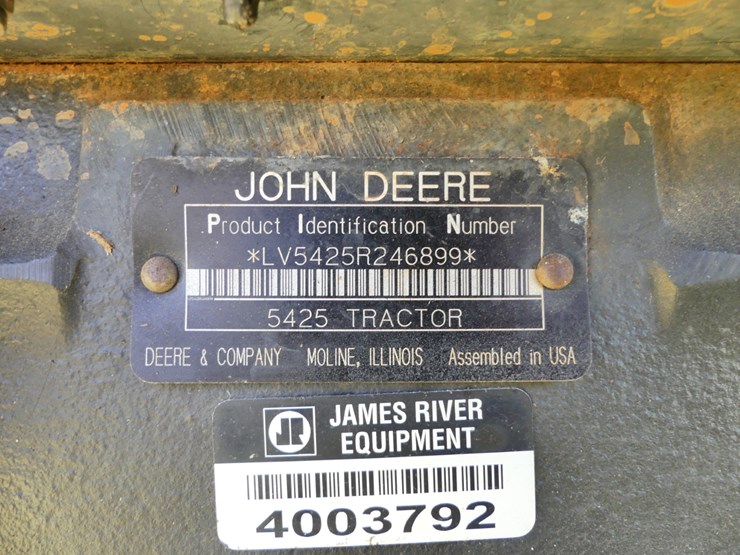 JOHN DEERE
Product Identification Number
*LV5425R246899*
5425 TRACTOR
DEERE & COMPANY MOLINE, ILLINOIS Assembled in USA
JR
JAMES RIVER
EQUIPMENT
4003792